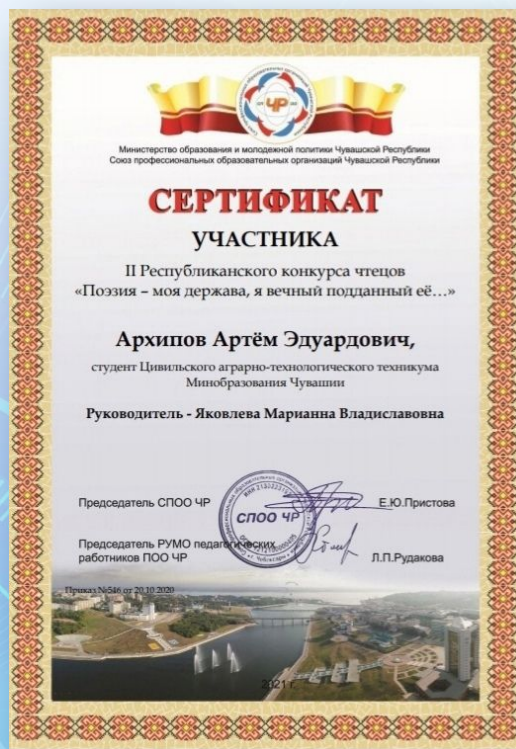 ЧР
Министерство образования и молодежной политики Чувашской Республики
Союз профессиональных образовательных организаций Чувашской Республики
СЕРТИФИКАТ
УЧАСТНИКА
II Республиканского конкурса чтецов
«Поэзия – моя держава, я вечный подданный её…»
Архипов Артём Эдуардович,
студент Цивильского аграрно-технологического техникума
Минобразования Чувашии
Руководитель - Яковлева Марианна Владиславовна
Председатель СПОО ЧР
Е.Ю.Пристова
СПОО ЧР
Председатель РУМО педагогических
работников ПОО ЧР
Л.П.Рудакова
Приказ №546 от 20.10.2020
2021 г.